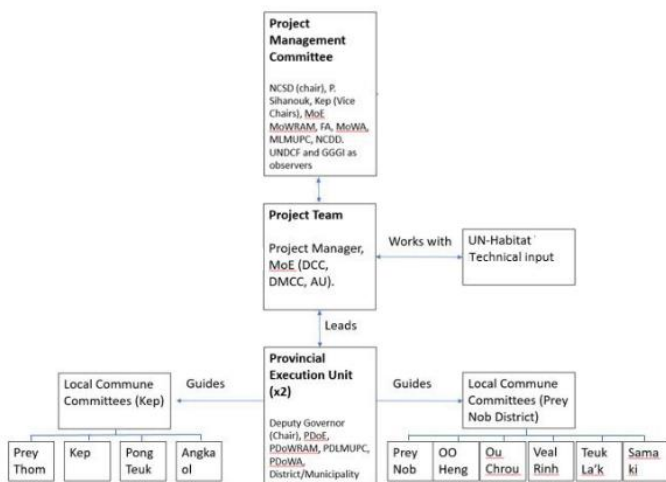 Project
Management
Committee
NCSD (chair), P.
Sihanouk, Kep (Vice
Chairs), MoE
MoWRAM, FA, MoWA,
MLMUPC, NCDD.
UNDCF and GGGI as
observers
Project Team
Project Manager,
MoE (DCC,
DMCC, AU).
Works with
UN-Habitat
Technical input
Leads
Provincial
Execution Unit
(x2)
Deputy Governor
(Chair), PDoE,
PDoWRAM, PDLMUPC,
PDoWA,
District/Municipality
Guides
Guides
Local Commune
Committees (Kep)
Prey
Thom
Kep
Pong
Teuk
Angka
ol
Local Commune
Committees (Prey
Nob District)
Prey
Nob
OO
Heng
Ou
Chrou
Veal
Rinh
Teuk
La'k
Sama
ki